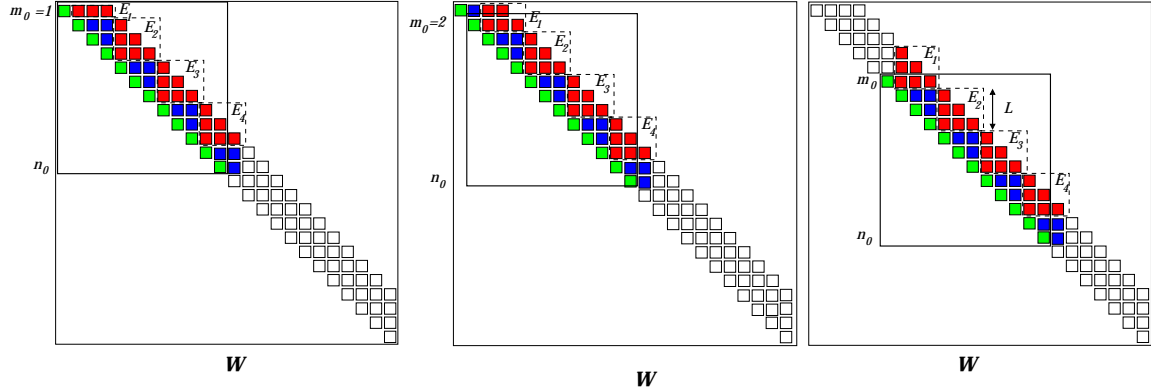 m₀=1
E₁
E₂
E₃
E₄
n₀
W
m₀=2
E₁
E₂
E₃
E₄
n₀
W
E₁
m₀
E₂
L
E₃
E₄
n₀
W